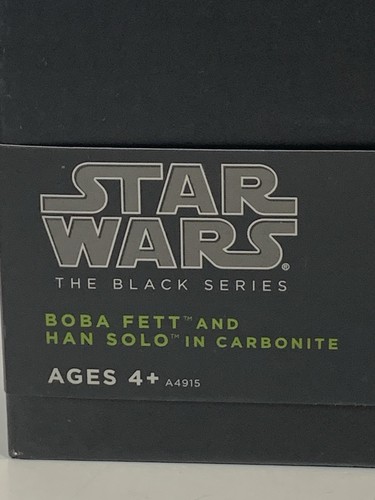 STAR
WARS®
THE BLACK SERIES
BOBA FETT™ AND
HAN SOLO™ IN CARBONITE
AGES 4+ A4915